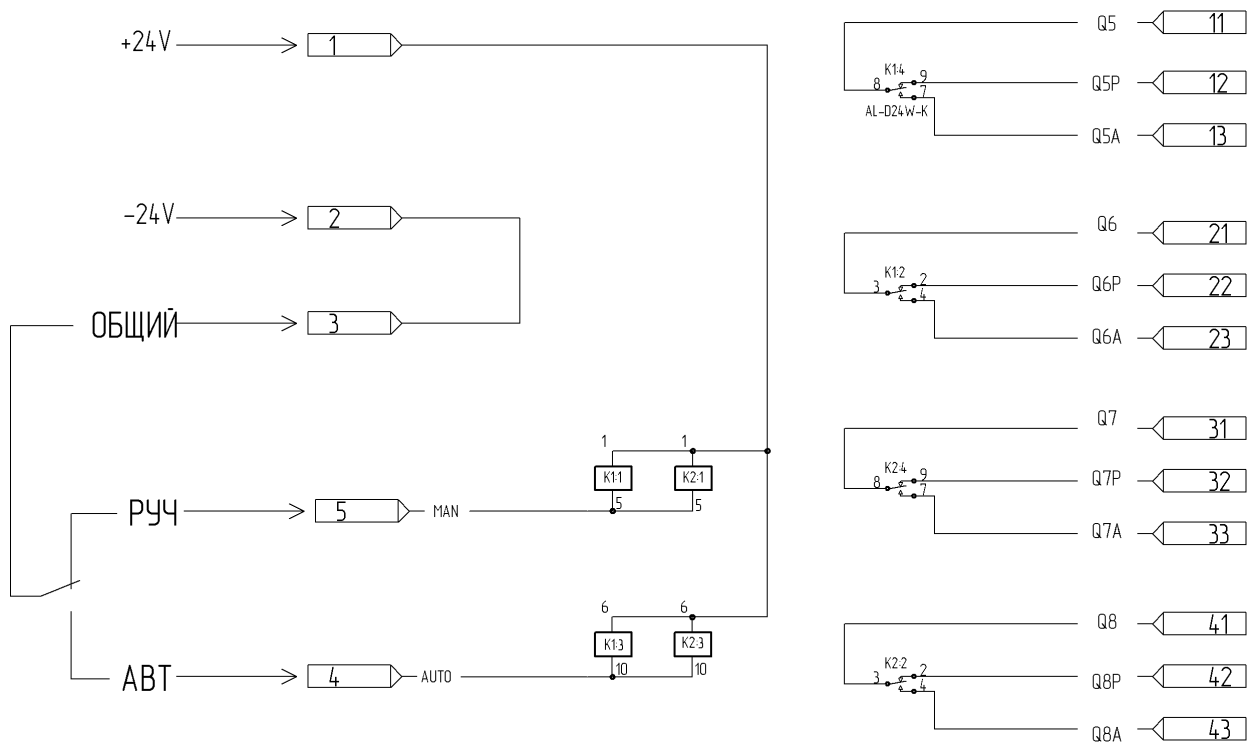 +24V 1
-24V 2
ОБЩИЙ 3
РУЧ 5 MAN
АВТ 4 AUTO
1 1
K1:1 K2:1
5 5
6 6
K1:3 K2:3
10 10
Q5 11
K1:4
8 9 Q5P 12
7
AL-D24W-K
Q5A 13
Q6 21
K1:2
3 2 Q6P 22
4
Q6A 23
Q7 31
K2:4
8 9 Q7P 32
7
Q7A 33
Q8 41
K2:2
3 2 Q8P 42
4
Q8A 43